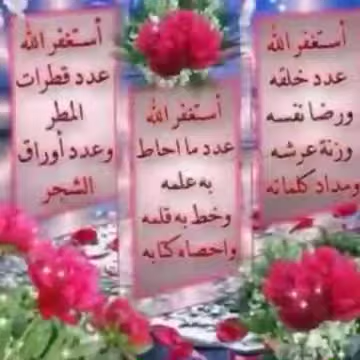 أستغفر الله
عدد خلقه
ورضا نفسه
وزنة عرشه
ومداد كلماته
أستغفر الله
عدد ما احاط
به علمه
وخط به قلمه
واحصاه كتابه
أستغفر الله
عدد قطرات
المطر
وعدد أوراق
الشجر